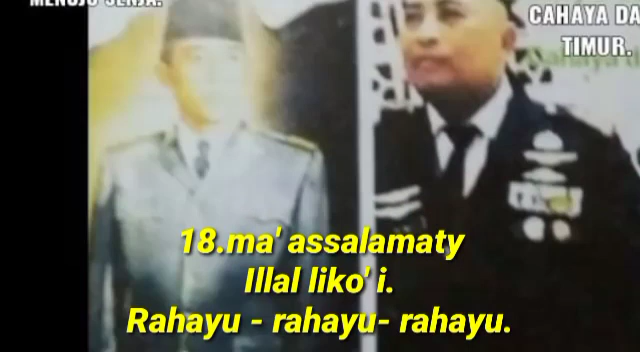 MENUJU SENJA.
CAHAYA DA
TIMUR.
18.ma' assalamaty
Illal liko' i.
Rahayu - rahayu- rahayu.